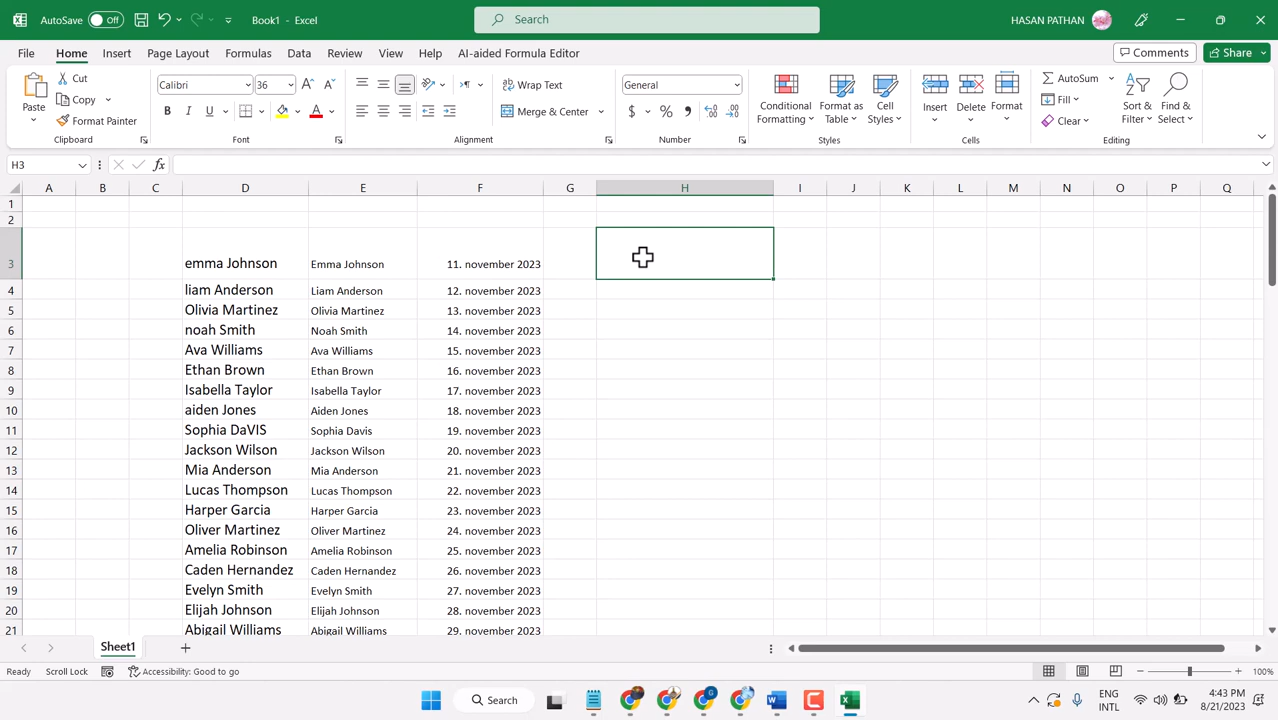 AutoSave Off Book1 - Excel Search HASAN PATHAN
File Home Insert Page Layout Formulas Data Review View Help AI-aided Formula Editor Comments Share
Paste Cut Copy Format Painter Clipboard
Calibri 36 B I U A Font
Wrap Text Merge & Center Alignment
General $ % , Number
Conditional Formatting Format as Table Cell Styles Styles
Insert Delete Format Cells
AutoSum Fill Clear Sort & Filter Find & Select Editing
H3 fx
A B C D E F G H I J K L M N O P Q
1
2
3 emma Johnson Emma Johnson 11. november 2023
4 liam Anderson Liam Anderson 12. november 2023
5 Olivia Martinez Olivia Martinez 13. november 2023
6 noah Smith Noah Smith 14. november 2023
7 Ava Williams Ava Williams 15. november 2023
8 Ethan Brown Ethan Brown 16. november 2023
9 Isabella Taylor Isabella Taylor 17. november 2023
10 aiden Jones Aiden Jones 18. november 2023
11 Sophia DaVIS Sophia Davis 19. november 2023
12 Jackson Wilson Jackson Wilson 20. november 2023
13 Mia Anderson Mia Anderson 21. november 2023
14 Lucas Thompson Lucas Thompson 22. november 2023
15 Harper Garcia Harper Garcia 23. november 2023
16 Oliver Martinez Oliver Martinez 24. november 2023
17 Amelia Robinson Amelia Robinson 25. november 2023
18 Caden Hernandez Caden Hernandez 26. november 2023
19 Evelyn Smith Evelyn Smith 27. november 2023
20 Elijah Johnson Elijah Johnson 28. november 2023
21 Abigail Williams Abigail Williams 29. november 2023
Sheet1
Ready Scroll Lock Accessibility: Good to go 100%
Search ENG INTL 4:43 PM 8/21/2023